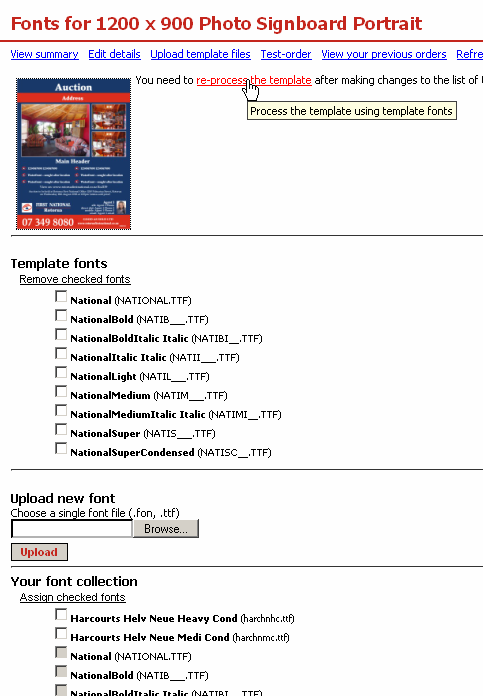 Fonts for 1200 x 900 Photo Signboard Portrait
View summary Edit details Upload template files Test-order View your previous orders Refre
You need to re-process the template after making changes to the list of
Process the template using template fonts
Auction
Address
Main Header
FIRST NATIONAL
Rotorua
07 349 8080
Template fonts
Remove checked fonts
National (NATIONAL.TTF)
NationalBold (NATIB___.TTF)
NationalBoldItalic Italic (NATIBI__.TTF)
NationalItalic Italic (NATII___.TTF)
NationalLight (NATIL___.TTF)
NationalMedium (NATIM___.TTF)
NationalMediumItalic Italic (NATIMI__.TTF)
NationalSuper (NATIS___.TTF)
NationalSuperCondensed (NATISC__.TTF)
Upload new font
Choose a single font file (.fon, .ttf)
Browse...
Upload
Your font collection
Assign checked fonts
Harcourts Helv Neue Heavy Cond (harchnhc.ttf)
Harcourts Helv Neue Medi Cond (harchnmc.ttf)
National (NATIONAL.TTF)
NationalBold (NATIB___.TTF)
NationalBoldItalic Italic (NATIBI__.TTF)